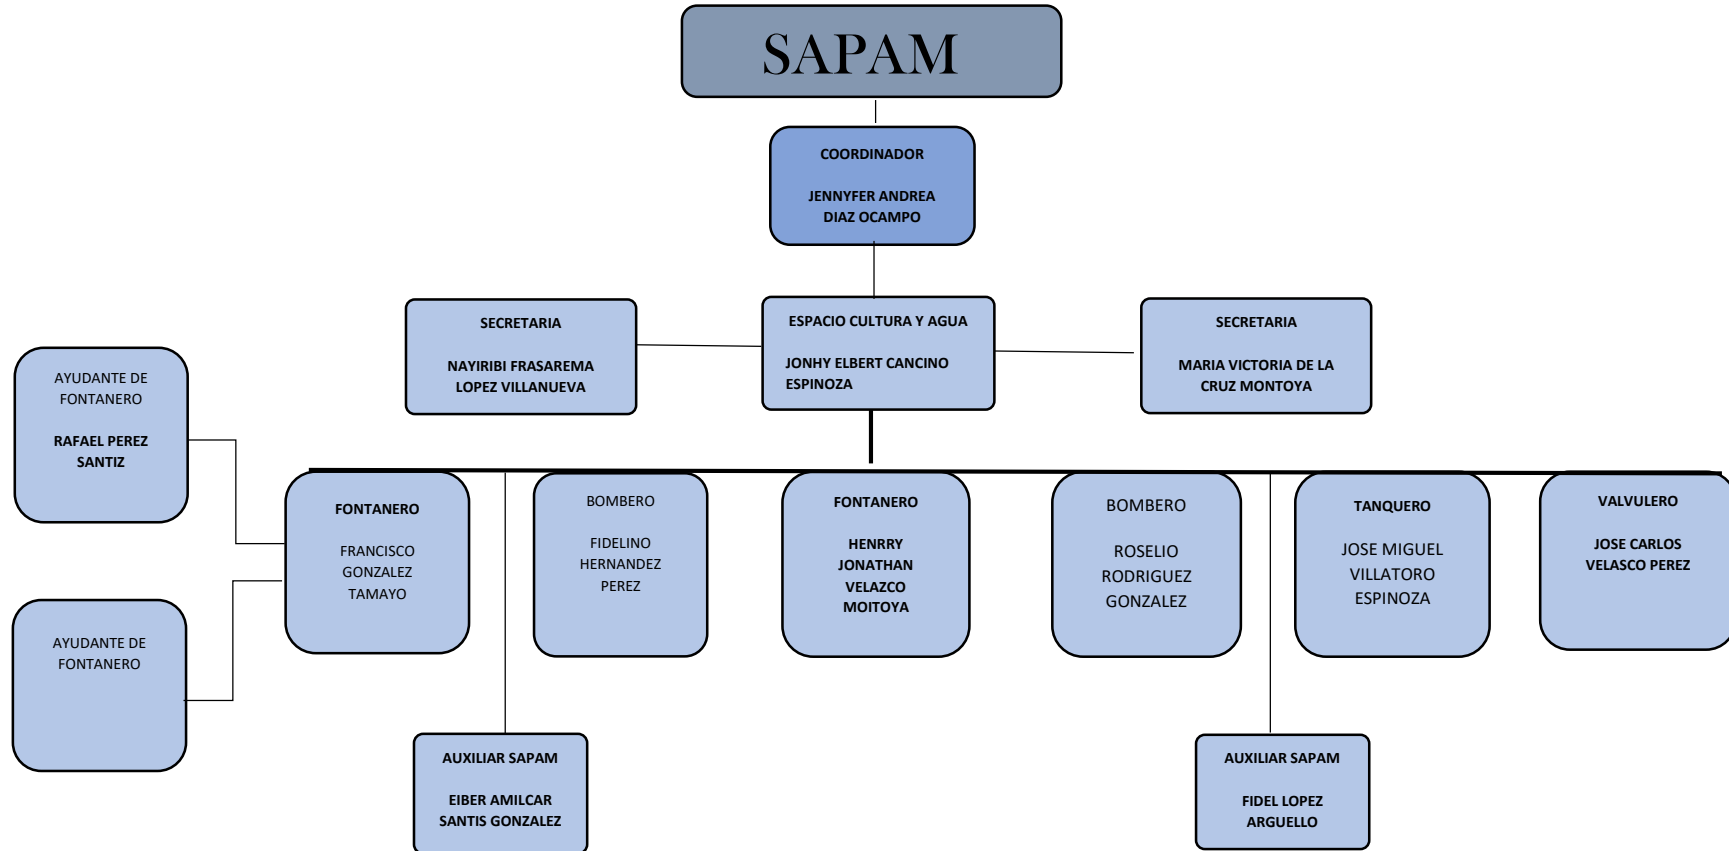 SAPAM
COORDINADOR
JENNYFER ANDREA
DIAZ OCAMPO
SECRETARIA
NAYIRIBI FRASAREMA
LOPEZ VILLANUEVA
ESPACIO CULTURA Y AGUA
JONHY ELBERT CANCINO
ESPINOZA
SECRETARIA
MARIA VICTORIA DE LA
CRUZ MONTOYA
AYUDANTE DE
FONTANERO
RAFAEL PEREZ
SANTIZ
FONTANERO
FRANCISCO
GONZALEZ
TAMAYO
BOMBERO
FIDELINO
HERNANDEZ
PEREZ
FONTANERO
HENRRY
JONATHAN
VELAZCO
MOITOYA
BOMBERO
ROSELIO
RODRIGUEZ
GONZALEZ
TANQUERO
JOSE MIGUEL
VILLATORO
ESPINOZA
VALVULERO
JOSE CARLOS
VELASCO PEREZ
AYUDANTE DE
FONTANERO
AUXILIAR SAPAM
EIBER AMILCAR
SANTIS GONZALEZ
AUXILIAR SAPAM
FIDEL LOPEZ
ARGUELLO